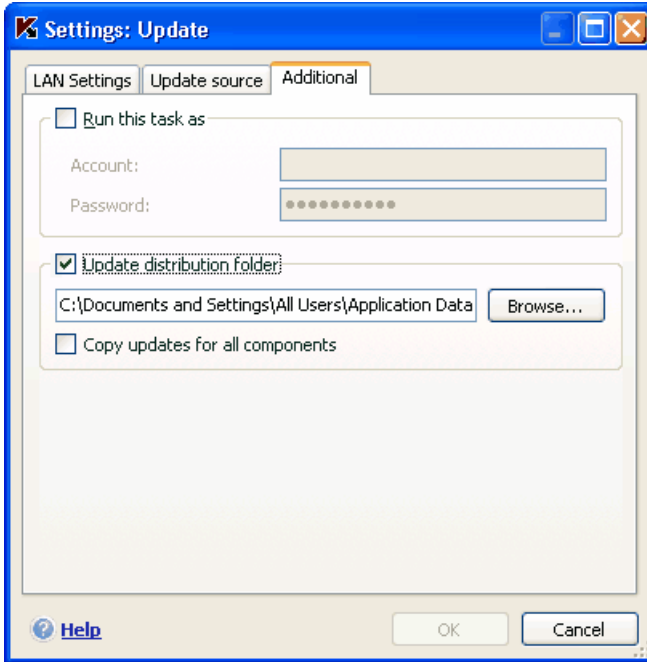 Settings: Update
LAN Settings Update source Additional
Run this task as
Account:
Password: ••••••••••
Update distribution folder
C:\Documents and Settings\All Users\Application Data Browse...
Copy updates for all components
Help OK Cancel